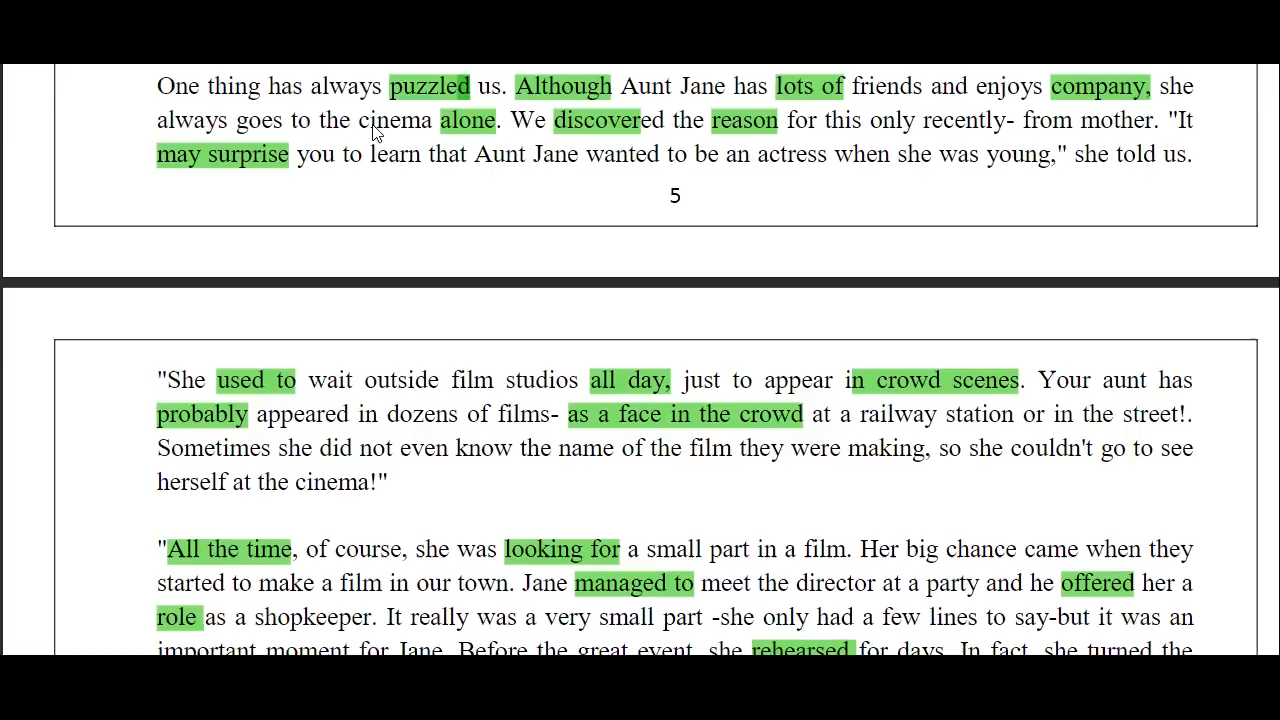 One thing has always puzzled us. Although Aunt Jane has lots of friends and enjoys company, she
always goes to the cinema alone. We discovered the reason for this only recently- from mother. "It
may surprise you to learn that Aunt Jane wanted to be an actress when she was young," she told us.
5
"She used to wait outside film studios all day, just to appear in crowd scenes. Your aunt has
probably appeared in dozens of films- as a face in the crowd at a railway station or in the street!.
Sometimes she did not even know the name of the film they were making, so she couldn't go to see
herself at the cinema!"
"All the time, of course, she was looking for a small part in a film. Her big chance came when they
started to make a film in our town. Jane managed to meet the director at a party and he offered her a
role as a shopkeeper. It really was a very small part -she only had a few lines to say-but it was an
important moment for Jane. Before the great event, she rehearsed for days. In fact, she turned the